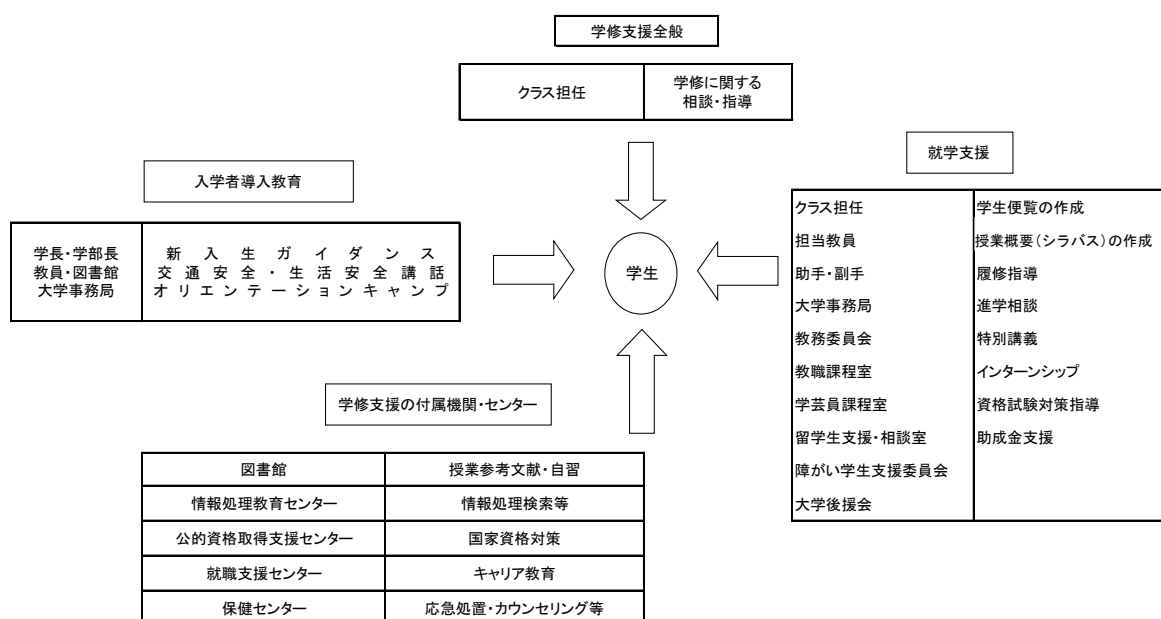 学修支援全般
クラス担任
学修に関する
相談・指導
就学支援
入学者導入教育
クラス担任
学生便覧の作成
担当教員
授業概要（シラバス）の作成
助手・副手
履修指導
大学事務局
進学相談
教務委員会
特別講義
教職課程室
インターンシップ
学芸員課程室
資格試験対策指導
留学生支援・相談室
助成金支援
障がい学生支援委員会
大学後援会
学長・学部長
教員・図書館
大学事務局
新入生ガイダンス
交通安全・生活安全講話
オリエンテーションキャンプ
学生
学修支援の付属機関・センター
図書館
授業参考文献・自習
情報処理教育センター
情報処理検索等
公的資格取得支援センター
国家資格対策
就職支援センター
キャリア教育
保健センター
応急処置・カウンセリング等